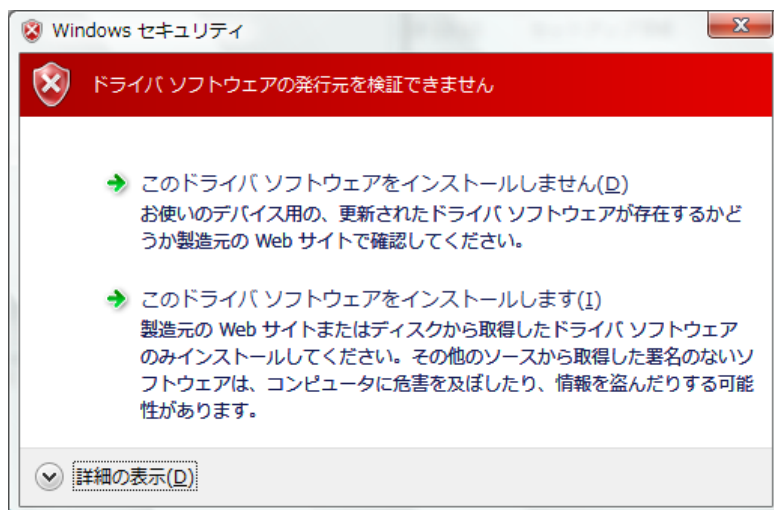 Windows セキュリティ
ドライバ ソフトウェアの発行元を検証できません
このドライバ ソフトウェアをインストールしません(D)
お使いのデバイス用の、更新されたドライバ ソフトウェアが存在するかど
うか製造元の Web サイトで確認してください。
このドライバ ソフトウェアをインストールします(I)
製造元の Web サイトまたはディスクから取得したドライバ ソフトウェア
のみインストールしてください。その他のソースから取得した署名のないソ
フトウェアは、コンピュータに危害を及ぼしたり、情報を盗んだりする可能
性があります。
詳細の表示(D)